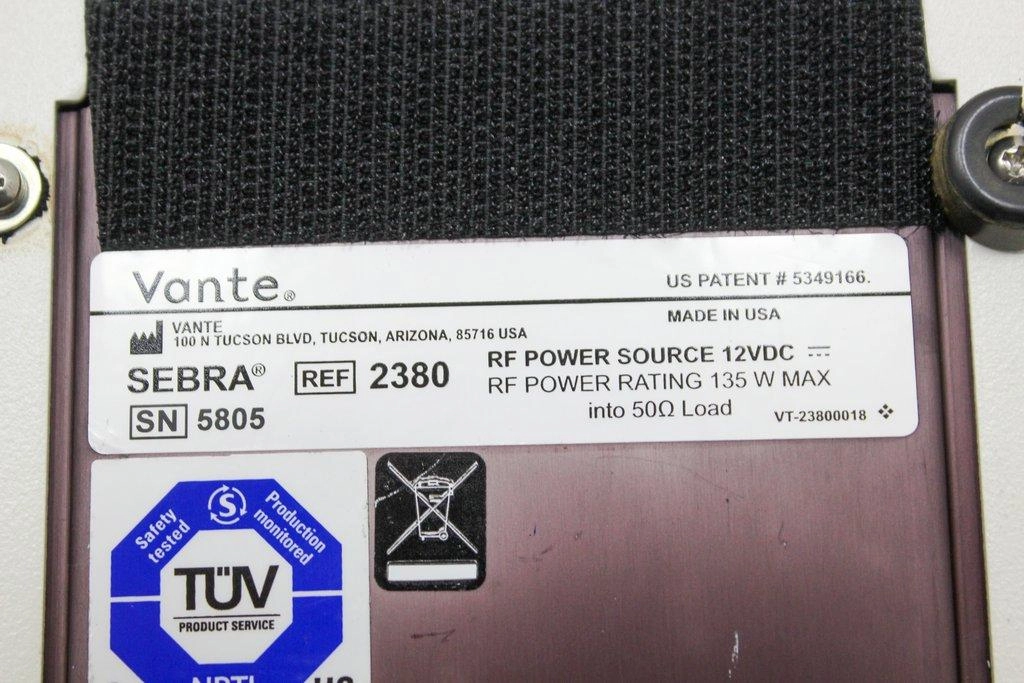 Vante®
US PATENT # 5349166.
VANTE
100 N TUCSON BLVD, TUCSON, ARIZONA, 85716 USA
MADE IN USA
SEBRA® REF 2380
SN 5805
RF POWER SOURCE 12VDC ⎓
RF POWER RATING 135 W MAX
into 50Ω Load
VT-23800018
Safety tested
S
Production monitored
TÜV
PRODUCT SERVICE
NRTL
US